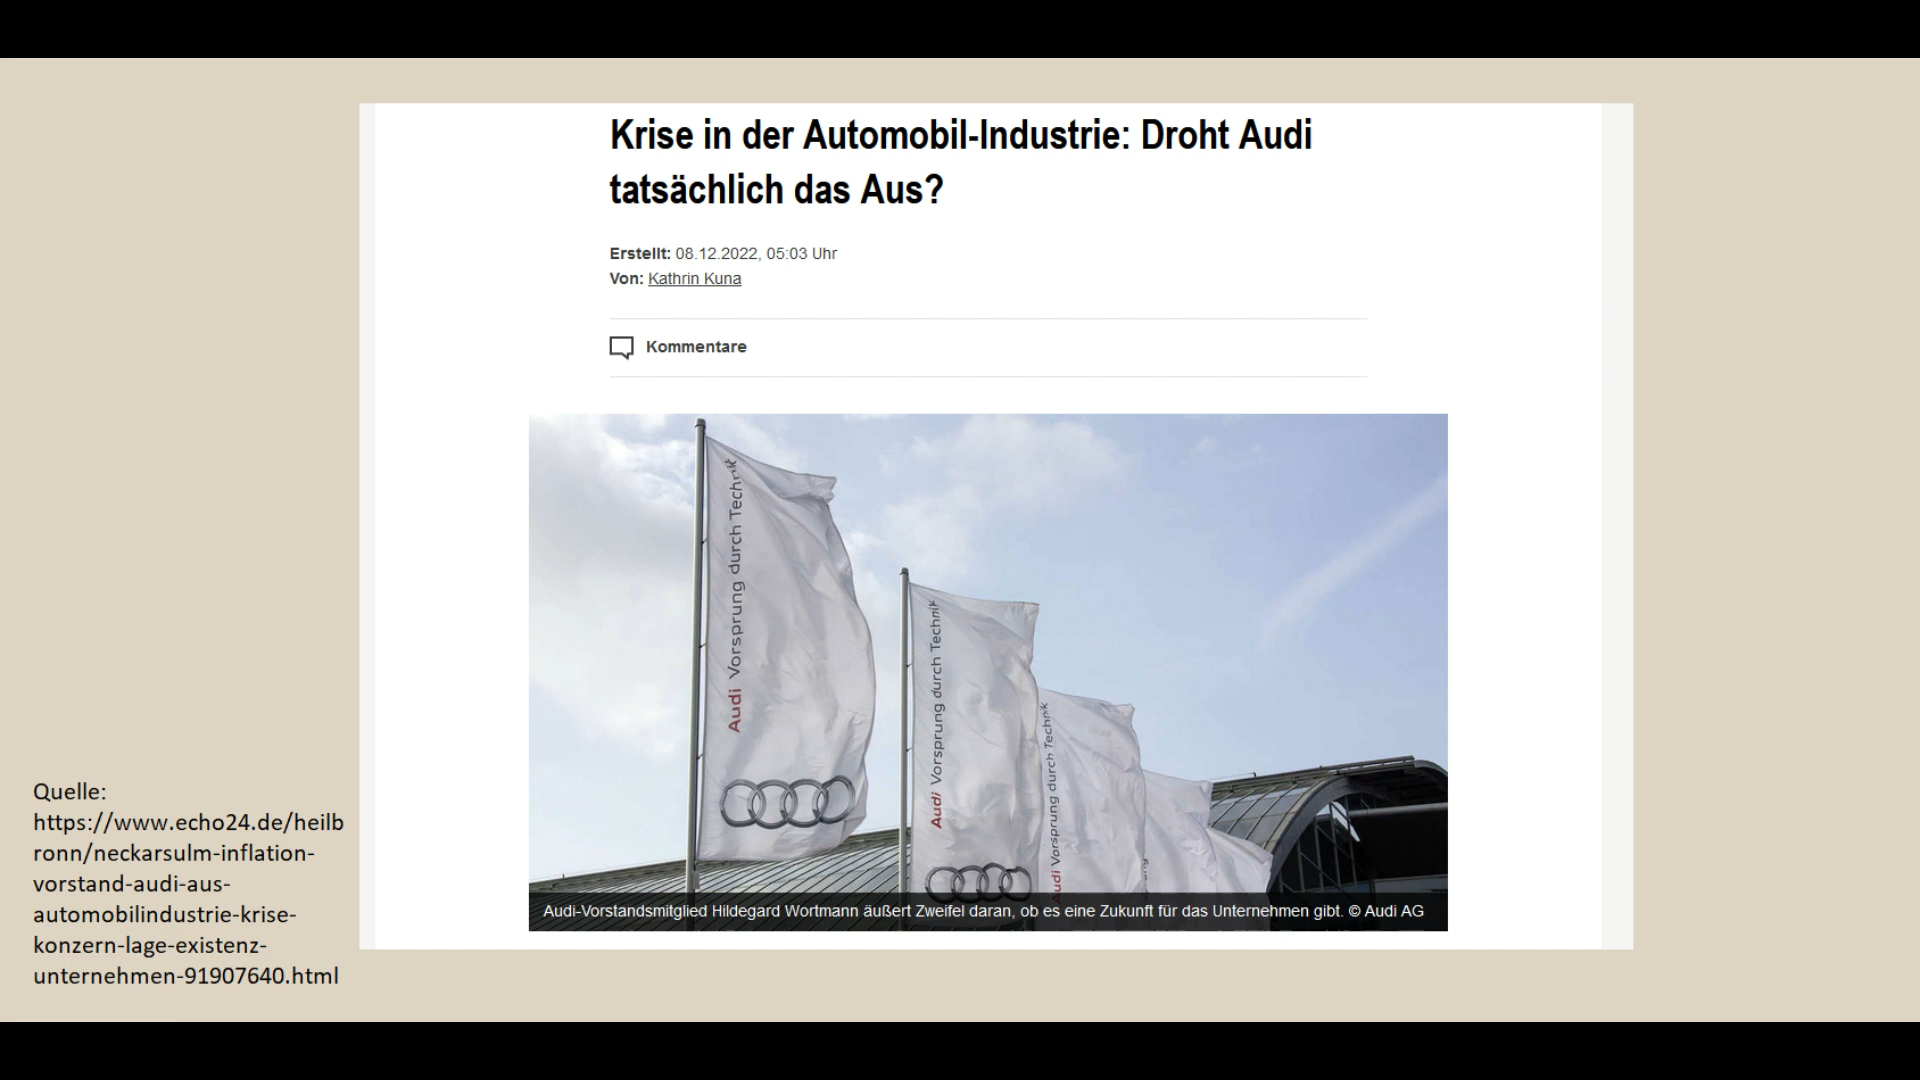 Krise in der Automobil-Industrie: Droht Audi
tatsächlich das Aus?
Erstellt: 08.12.2022, 05:03 Uhr
Von: Kathrin Kuna
Kommentare
Audi Vorsprung durch Technik
Audi Vorsprung durch Technik
Audi Vorsprung durch Technik
Audi-Vorstandsmitglied Hildegard Wortmann äußert Zweifel daran, ob es eine Zukunft für das Unternehmen gibt. © Audi AG
Quelle:
https://www.echo24.de/heilb
ronn/neckarsulm-inflation-
vorstand-audi-aus-
automobilindustrie-krise-
konzern-lage-existenz-
unternehmen-91907640.html